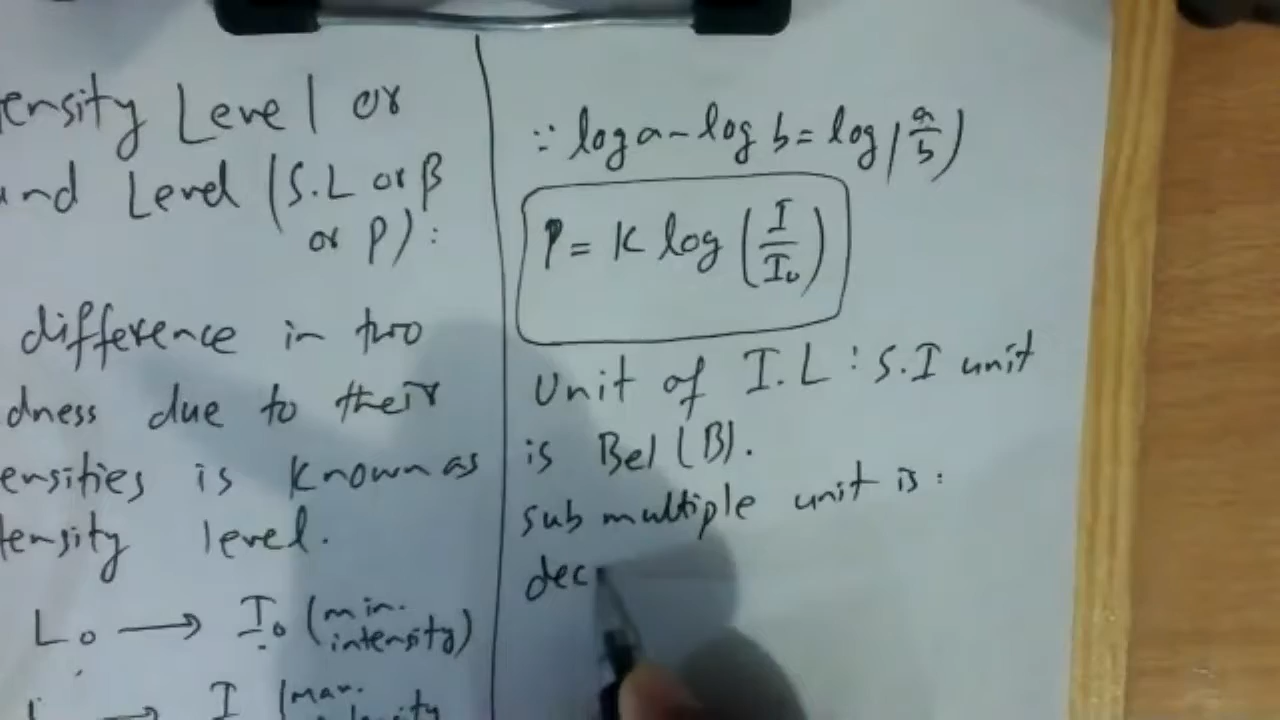 ensity Level or
und Level (S.L or β
or P):
difference in two
dness due to their
ensities is known as
tensity level.
L₀ → I₀ (min. intensity)
I (max.
∵ log a - log b = log(a/b)
P = K log (I/I₀)
Unit of I.L : S.I unit
is Bel (B).
sub multiple unit is:
dec